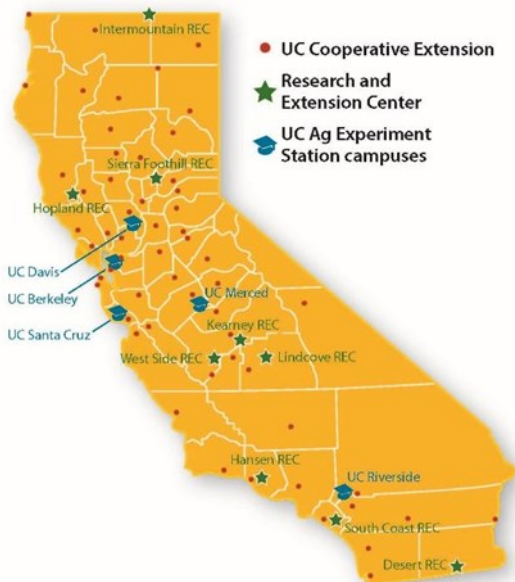 Intermountain REC
UC Cooperative Extension
Research and
Extension Center
UC Ag Experiment
Station campuses
Sierra Foothill REC
Hopland REC
UC Davis
UC Berkeley
UC Merced
UC Santa Cruz
Kearney REC
West Side REC
Lindcove REC
Hansen REC
UC Riverside
South Coast REC
Desert REC